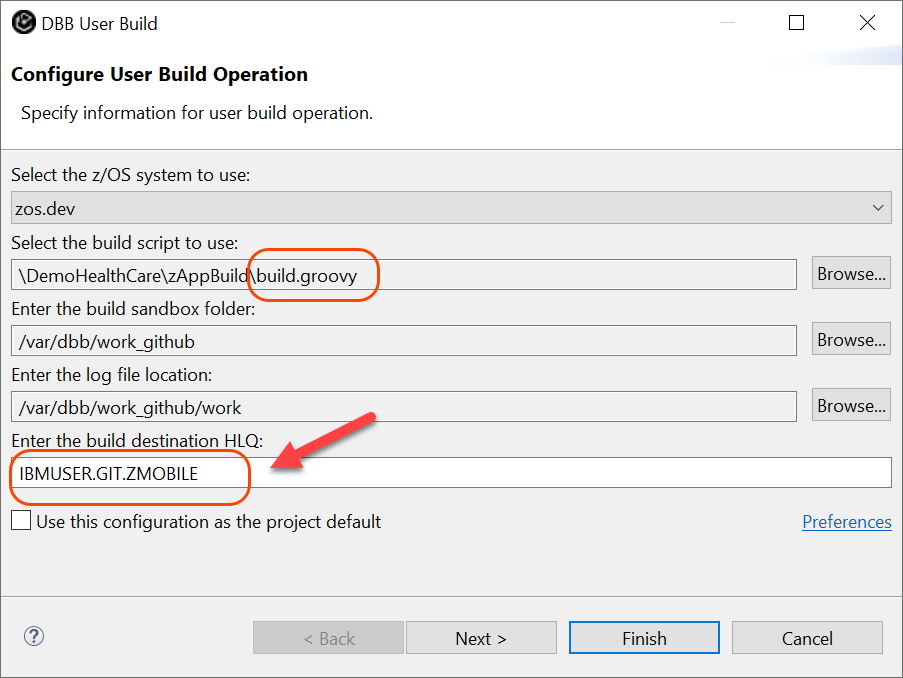 DBB User Build
Configure User Build Operation
Specify information for user build operation.
Select the z/OS system to use:
zos.dev
Select the build script to use:
\DemoHealthCare\zAppBuild\build.groovy
Browse...
Enter the build sandbox folder:
/var/dbb/work_github
Browse...
Enter the log file location:
/var/dbb/work_github/work
Browse...
Enter the build destination HLQ:
IBMUSER.GIT.ZMOBILE
Use this configuration as the project default
Preferences
?
< Back
Next >
Finish
Cancel